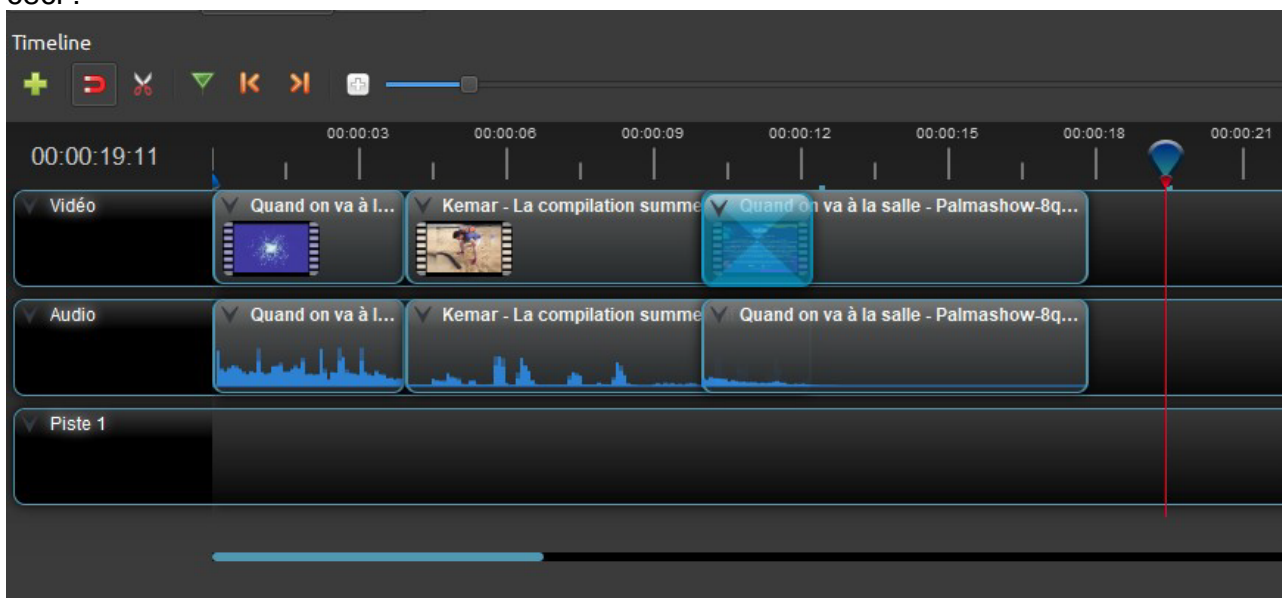 Timeline
00:00:03 00:00:06 00:00:09 00:00:12 00:00:15 00:00:18 00:00:21
00:00:19:11
Vidéo Quand on va à l... Kemar - La compilation summe Quand on va à la salle - Palmashow-8q...
Audio Quand on va à l... Kemar - La compilation summe Quand on va à la salle - Palmashow-8q...
Piste 1